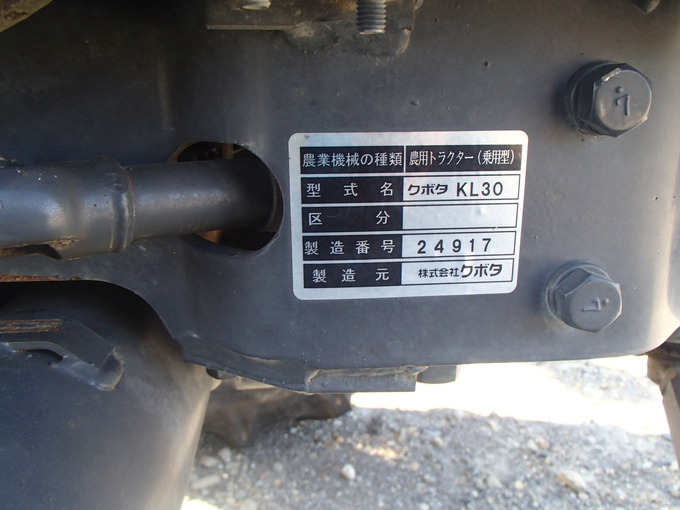 農業機械の種類 農用トラクター(乗用型)
型式名 クボタ KL30
区分
製造番号 24917
製造元 株式会社クボタ
7
7